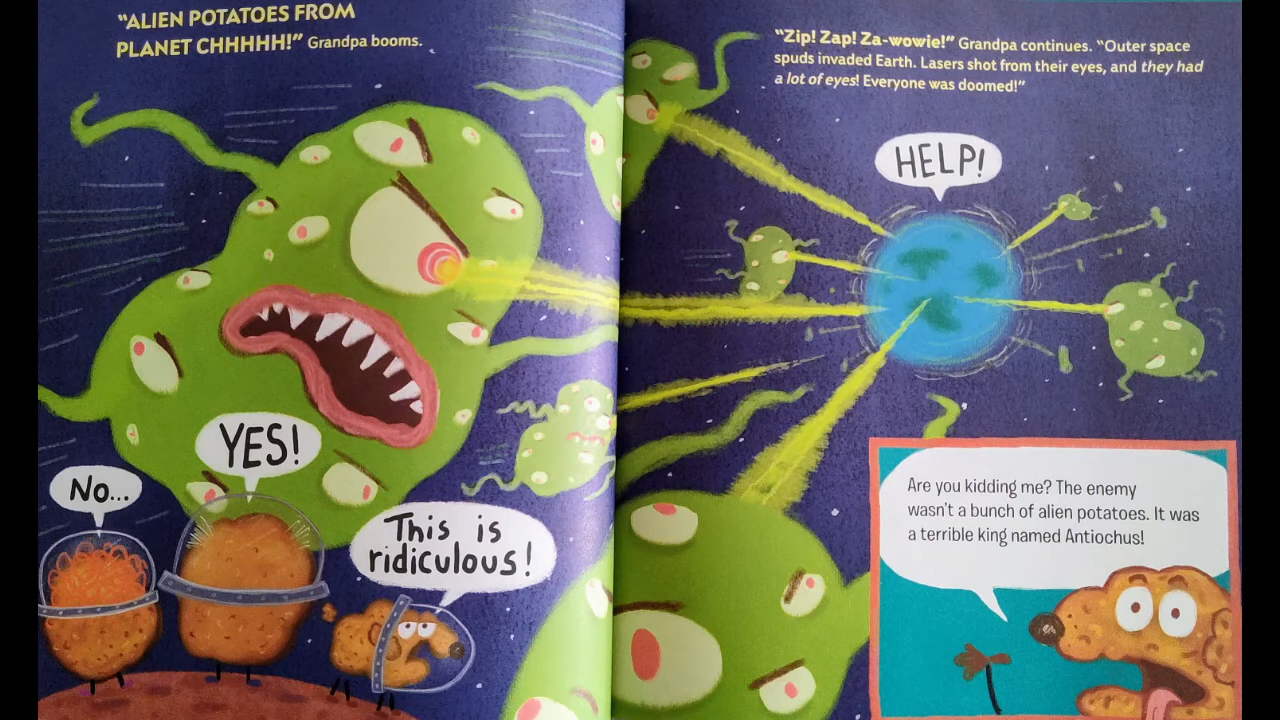 "ALIEN POTATOES FROM
PLANET CHHHHH!" Grandpa booms.
No...
YES!
This is
ridiculous!
"Zip! Zap! Za-wowie!" Grandpa continues. "Outer space
spuds invaded Earth. Lasers shot from their eyes, and they had
a lot of eyes! Everyone was doomed!"
HELP!
Are you kidding me? The enemy
wasn't a bunch of alien potatoes. It was
a terrible king named Antiochus!